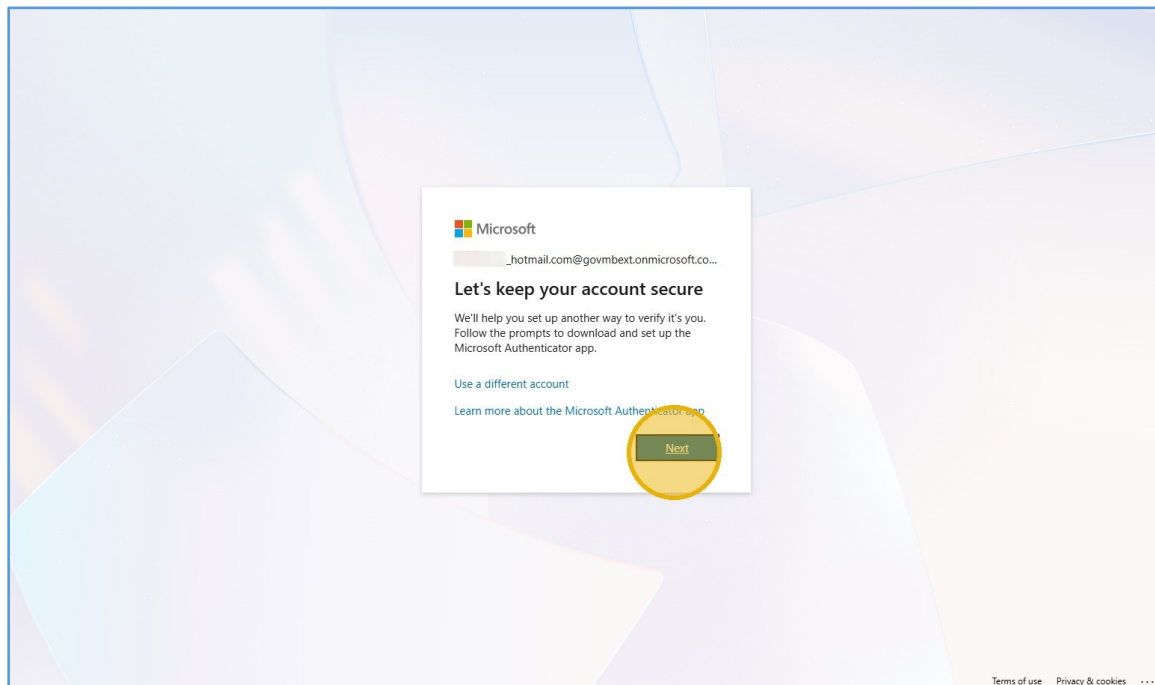 Microsoft
_hotmail.com@govmbext.onmicrosoft.co...
Let's keep your account secure
We'll help you set up another way to verify it's you.
Follow the prompts to download and set up the
Microsoft Authenticator app.
Use a different account
Learn more about the Microsoft Authenticator app
Next
Terms of use Privacy & cookies ...